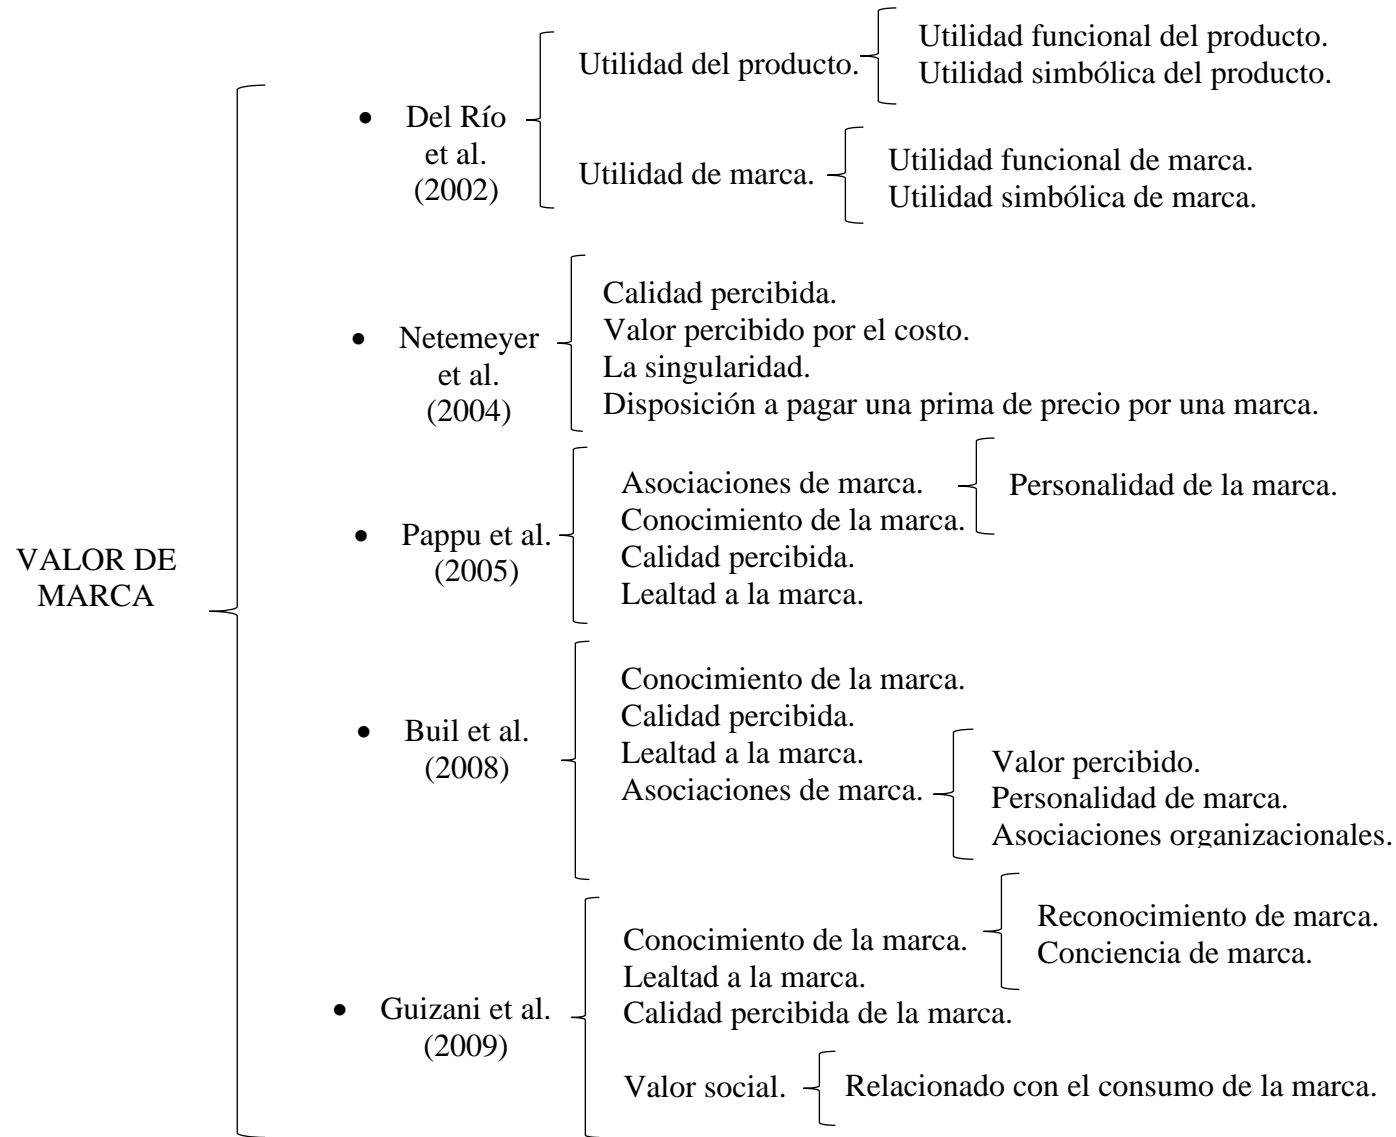 VALOR DE
MARCA
• Del Río
et al.
(2002)
Utilidad del producto.
Utilidad funcional del producto.
Utilidad simbólica del producto.
Utilidad de marca.
Utilidad funcional de marca.
Utilidad simbólica de marca.
• Netemeyer
et al.
(2004)
Calidad percibida.
Valor percibido por el costo.
La singularidad.
Disposición a pagar una prima de precio por una marca.
• Pappu et al.
(2005)
Asociaciones de marca.
Personalidad de la marca.
Conocimiento de la marca.
Calidad percibida.
Lealtad a la marca.
• Buil et al.
(2008)
Conocimiento de la marca.
Calidad percibida.
Lealtad a la marca.
Asociaciones de marca.
Valor percibido.
Personalidad de marca.
Asociaciones organizacionales.
• Guizani et al.
(2009)
Conocimiento de la marca.
Reconocimiento de marca.
Conciencia de marca.
Lealtad a la marca.
Calidad percibida de la marca.
Valor social.
Relacionado con el consumo de la marca.